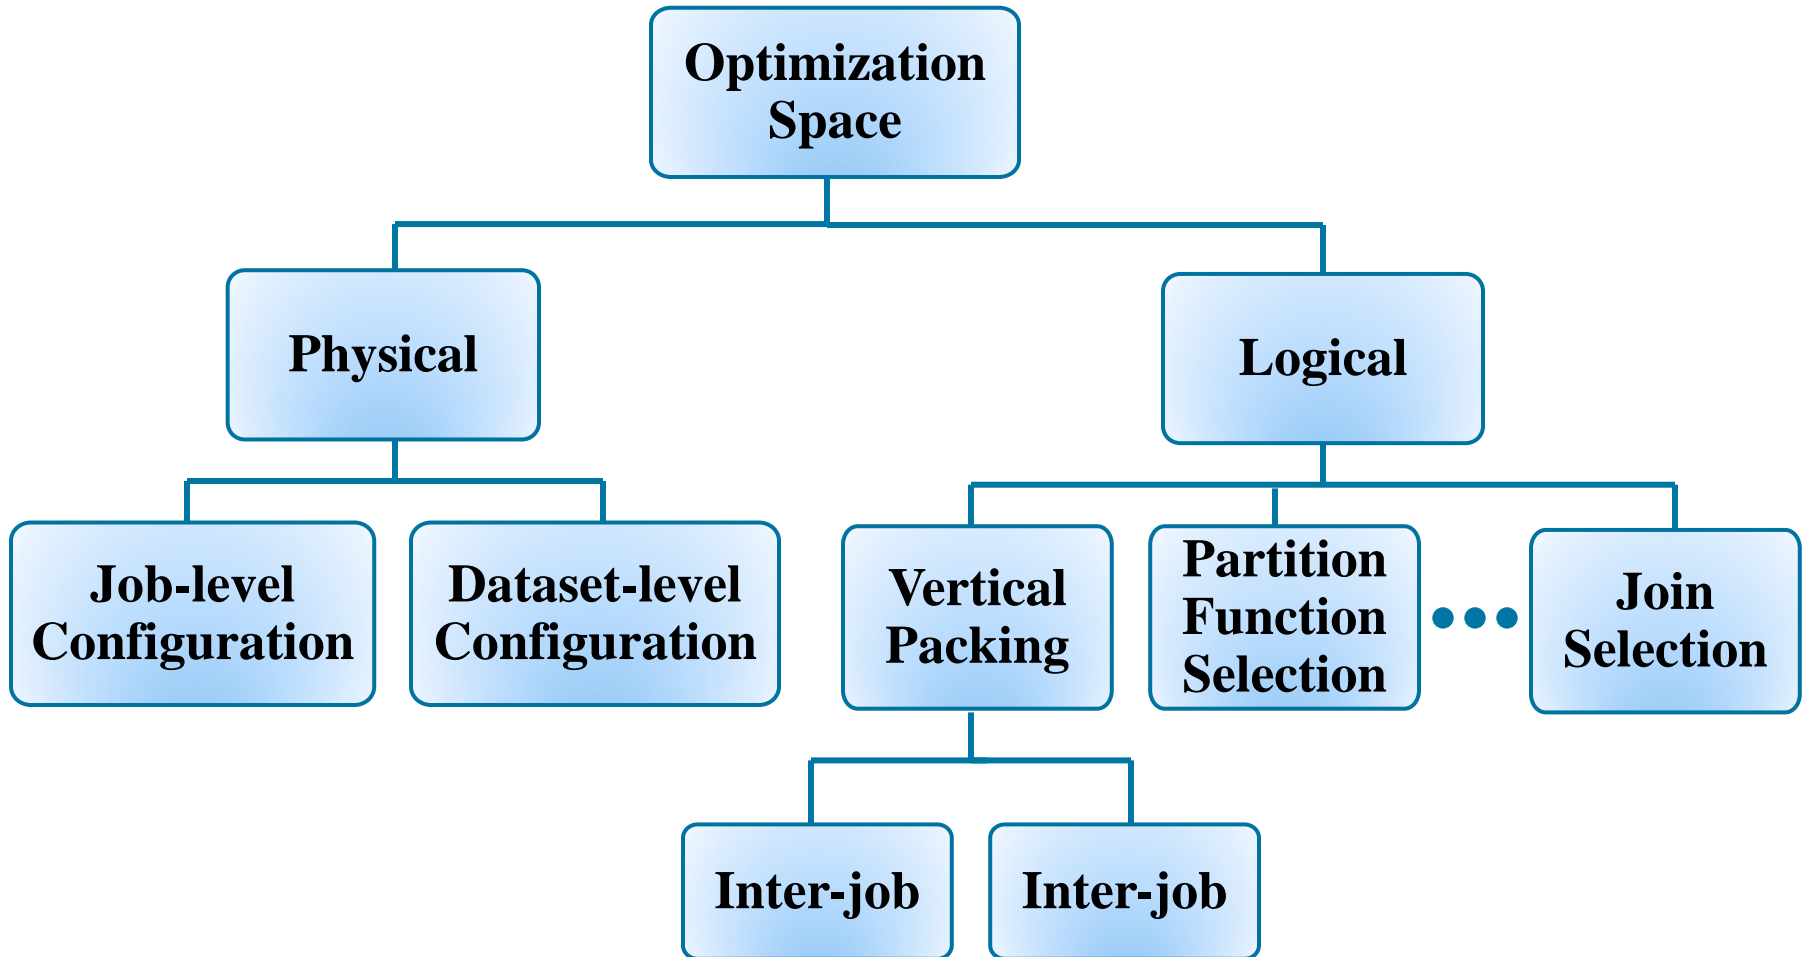 Optimization
Space
Physical
Logical
Job-level
Configuration
Dataset-level
Configuration
Vertical
Packing
Partition
Function
Selection
Join
Selection
Inter-job
Inter-job